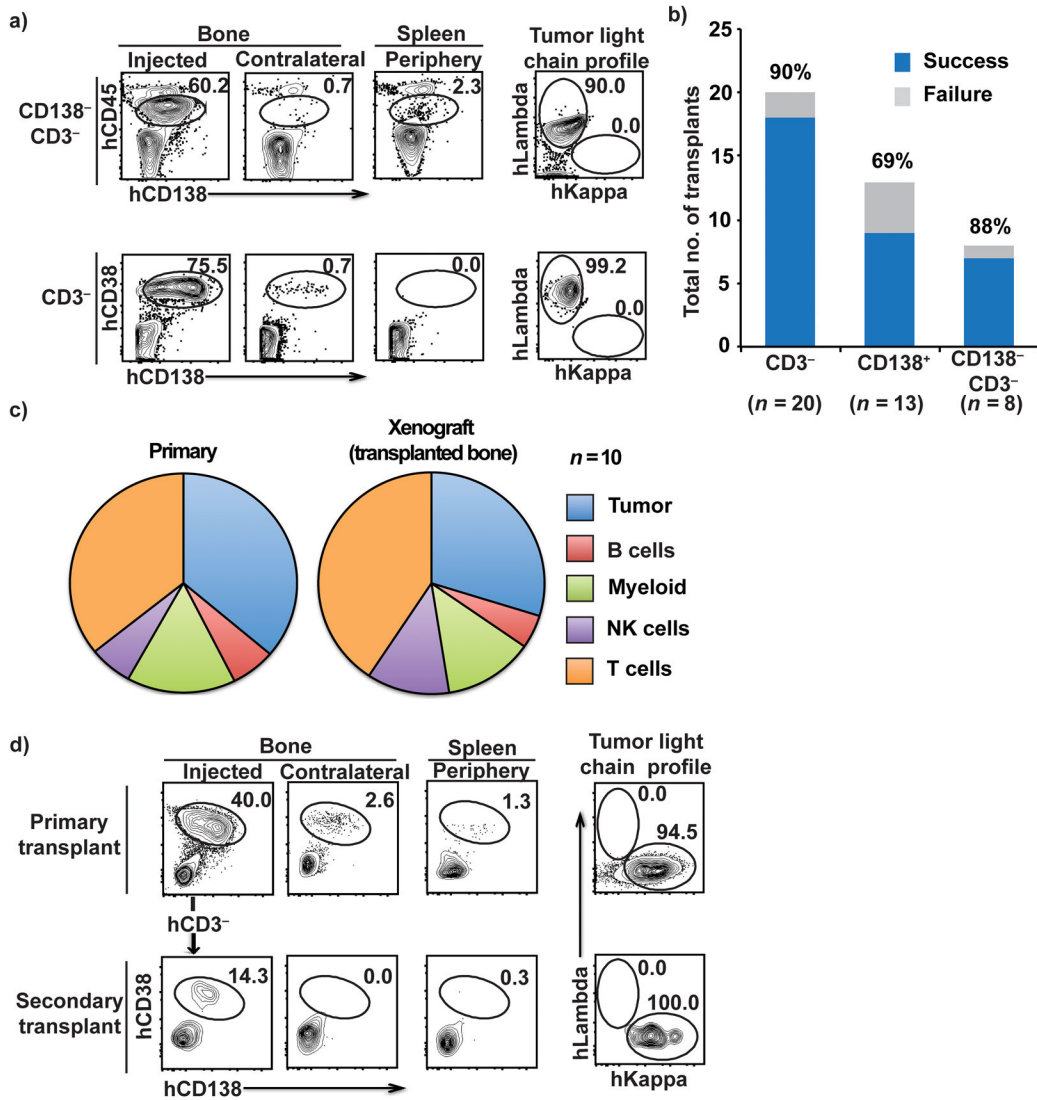 a)
Bone
Spleen
Tumor light
chain profile
Injected
Contralateral
Periphery
CD138⁻
CD3⁻
hCD45
60.2
0.7
2.3
hLambda
90.0
0.0
hCD138
hKappa
CD3⁻
hCD38
75.5
0.7
0.0
hLambda
99.2
0.0
hCD138
hKappa
b)
Total no. of transplants
25
20
15
10
5
0
Success
Failure
90%
69%
88%
CD3⁻
CD138⁺
CD138⁻
CD3⁻
(n = 20)
(n = 13)
(n = 8)
c)
Primary
Xenograft
(transplanted bone)
n = 10
Tumor
B cells
Myeloid
NK cells
T cells
d)
Bone
Spleen
Tumor light
chain profile
Injected
Contralateral
Periphery
Primary
transplant
40.0
2.6
1.3
0.0
94.5
hCD3⁻
Secondary
transplant
hCD38
14.3
0.0
0.3
hLambda
0.0
100.0
hCD138
hKappa